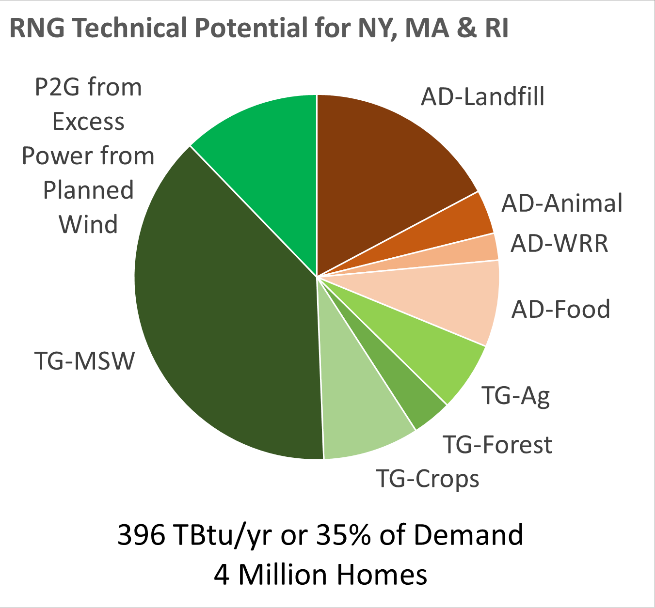 RNG Technical Potential for NY, MA & RI
P2G from
Excess
Power from
Planned
Wind
AD-Landfill
AD-Animal
AD-WRR
AD-Food
TG-MSW
TG-Ag
TG-Forest
TG-Crops
396 TBtu/yr or 35% of Demand
4 Million Homes